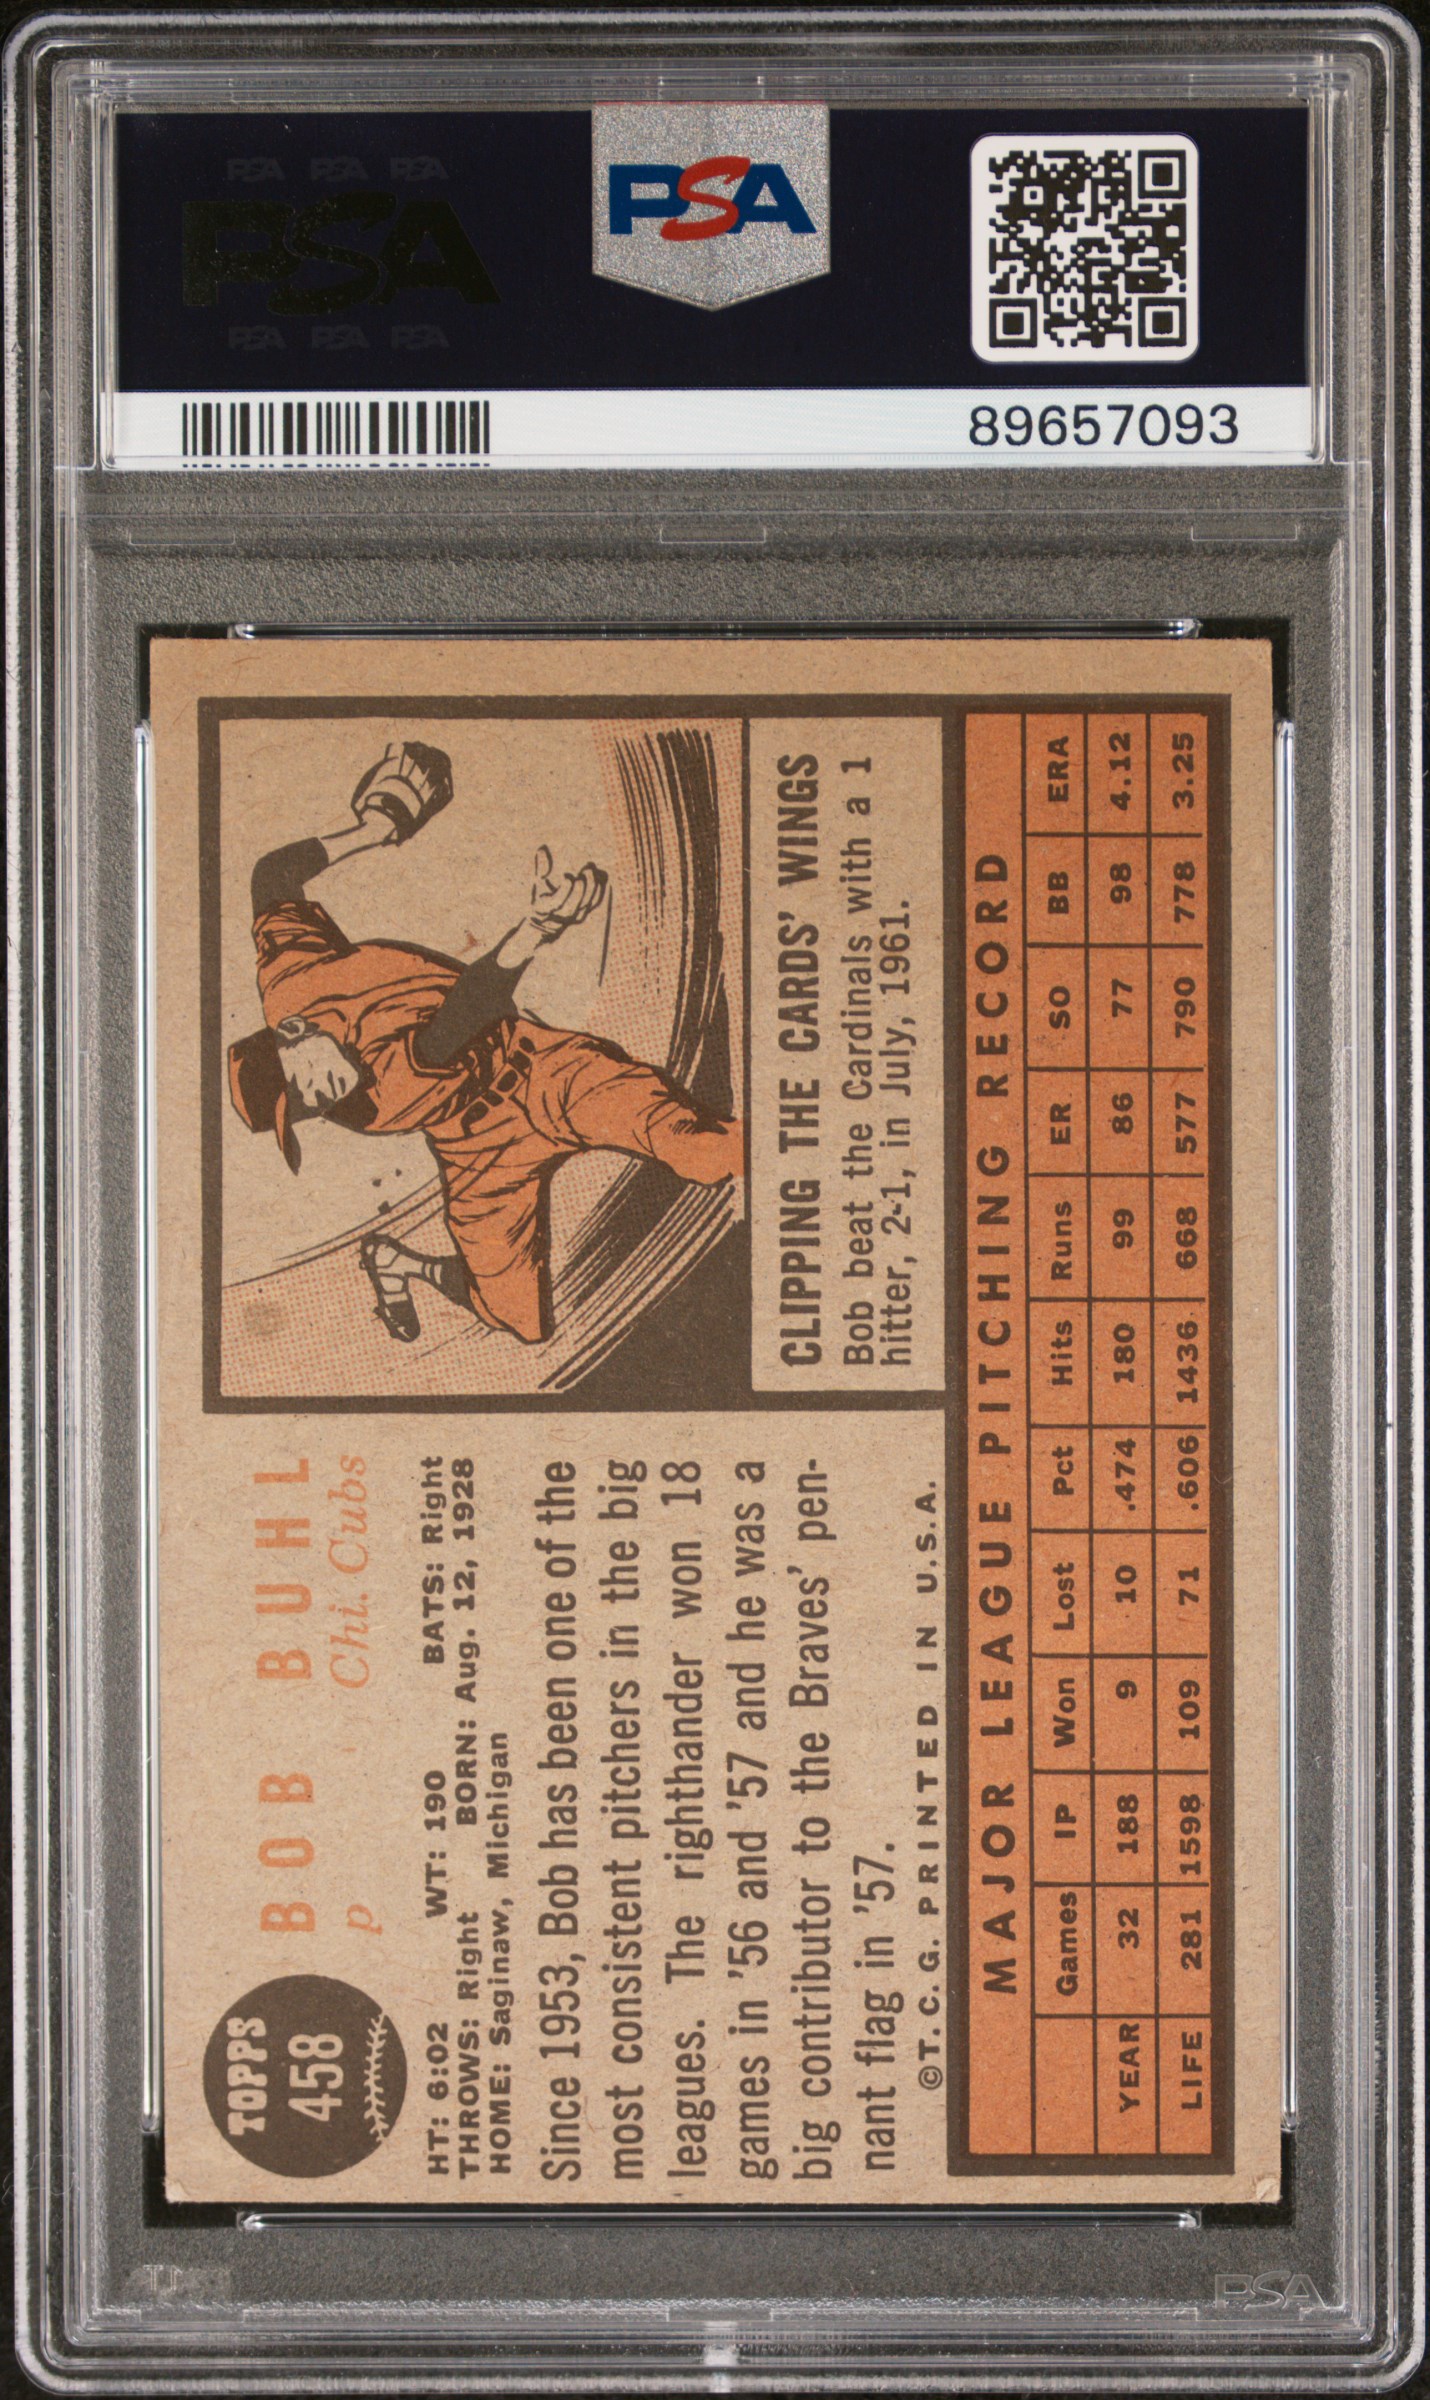 PSA PSA PSA
PSA
PSA PSA PSA
PSA
89657093
TOPPS
458
BOB BUHL
p Chi. Cubs
HT: 6:02 WT: 190 BATS: Right
THROWS: Right BORN: Aug. 12, 1928
HOME: Saginaw, Michigan
Since 1953, Bob has been one of the
most consistent pitchers in the big
leagues. The righthander won 18
games in '56 and '57 and he was a
big contributor to the Braves' pen-
nant flag in '57.
©T.C.G. PRINTED IN U.S.A.
CLIPPING THE CARDS' WINGS
Bob beat the Cardinals with a 1
hitter, 2-1, in July, 1961.
MAJOR LEAGUE PITCHING RECORD
Games IP Won Lost Pct Hits Runs ER SO BB ERA
YEAR 32 188 9 10 .474 180 99 86 77 98 4.12
LIFE 281 1598 109 71 .606 1436 668 577 790 778 3.25
PSA